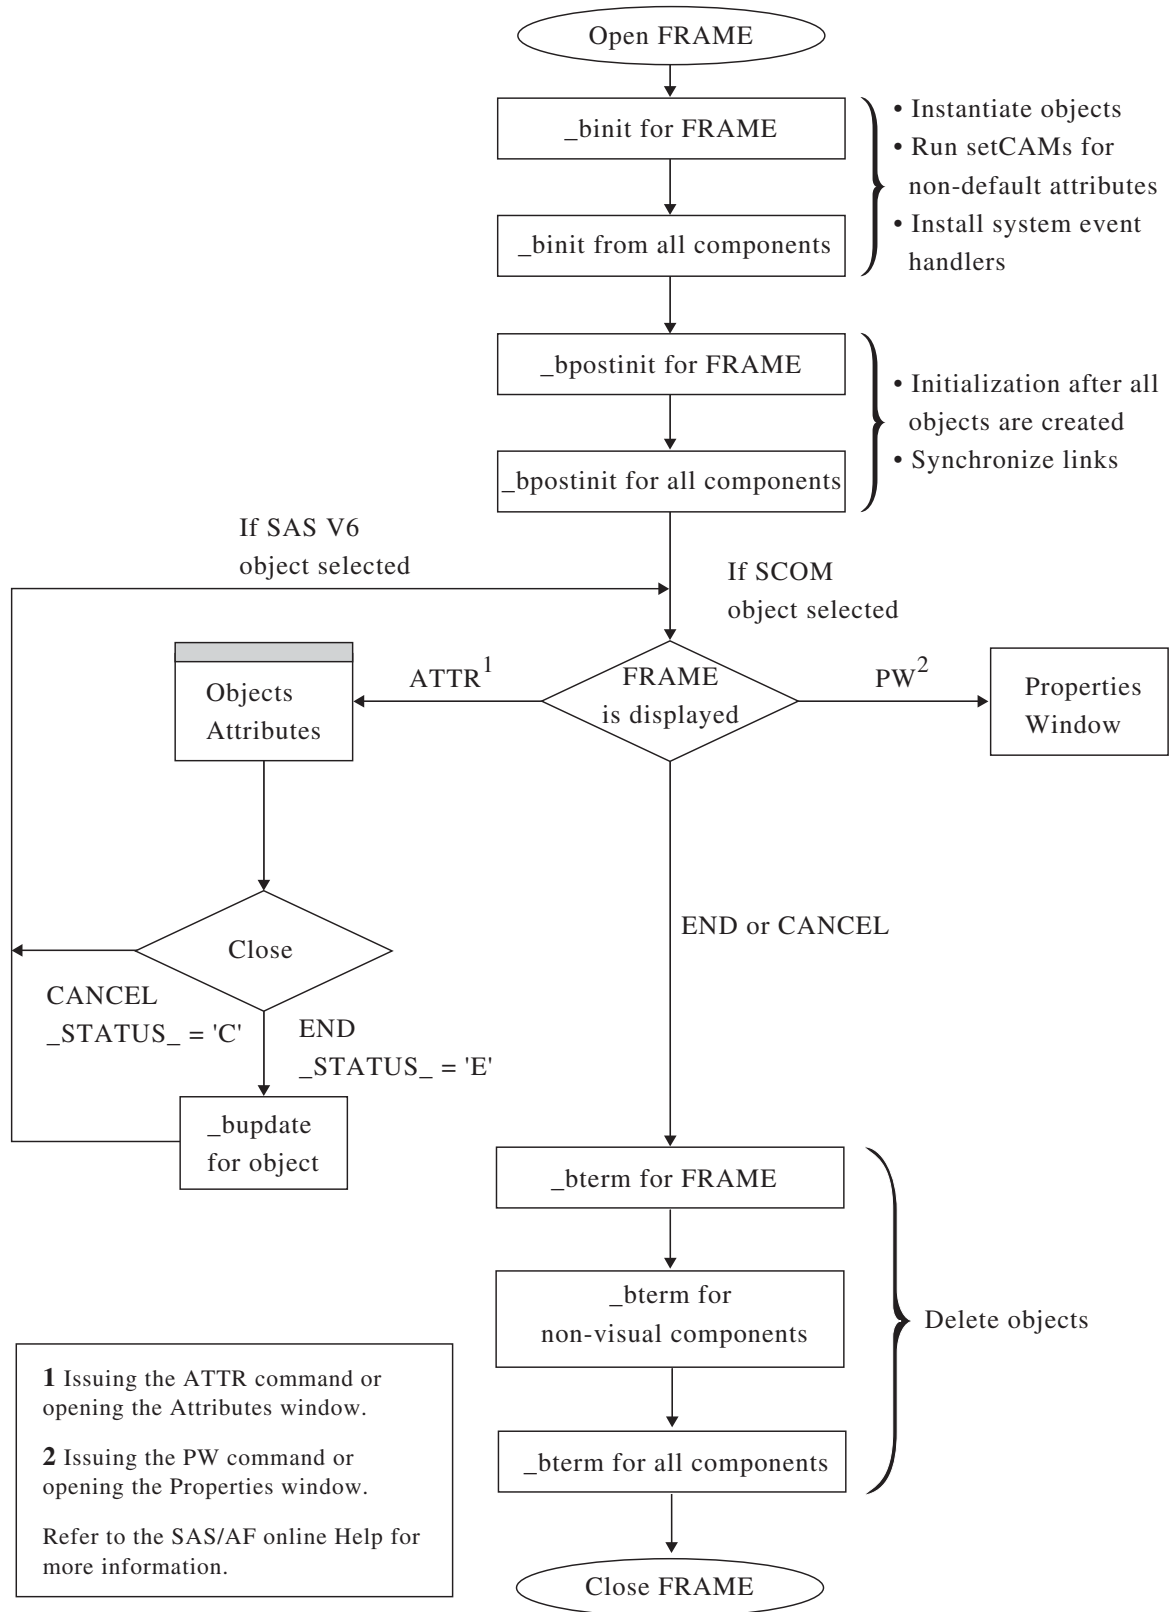 Open FRAME
_binit for FRAME
_binit from all components
• Instantiate objects
• Run setCAMs for
non-default attributes
• Install system event
handlers
_bpostinit for FRAME
_bpostinit for all components
• Initialization after all
objects are created
• Synchronize links
If SAS V6
object selected
If SCOM
object selected
Objects
Attributes
ATTR1
FRAME
is displayed
PW2
Properties
Window
Close
CANCEL
_STATUS_ = 'C'
END
_STATUS_ = 'E'
_bupdate
for object
END or CANCEL
_bterm for FRAME
_bterm for
non-visual components
_bterm for all components
Delete objects
Close FRAME
1 Issuing the ATTR command or
opening the Attributes window.
2 Issuing the PW command or
opening the Properties window.
Refer to the SAS/AF online Help for
more information.